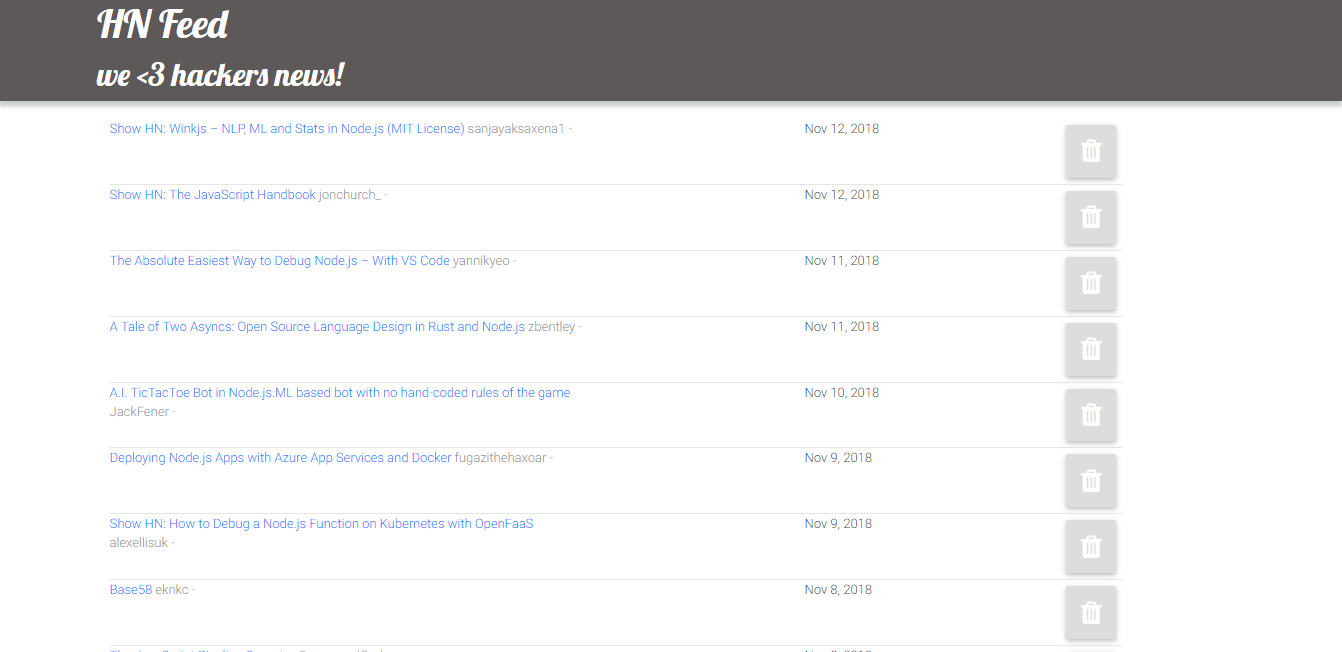 HN Feed
we <3 hackers news!
Show HN: Winkjs – NLP, ML and Stats in Node.js (MIT License) sanjayaksaxena1 - Nov 12, 2018
Show HN: The JavaScript Handbook jonchurch_ - Nov 12, 2018
The Absolute Easiest Way to Debug Node.js – With VS Code yannikyeo - Nov 11, 2018
A Tale of Two Asyncs: Open Source Language Design in Rust and Node.js zbentley - Nov 11, 2018
A.I. TicTacToe Bot in Node.js.ML based bot with no hand-coded rules of the game Nov 10, 2018
JackFener -
Deploying Node.js Apps with Azure App Services and Docker fugazithehaxoar - Nov 9, 2018
Show HN: How to Debug a Node.js Function on Kubernetes with OpenFaaS Nov 9, 2018
alexellisuk -
Base58 eknkc - Nov 8, 2018